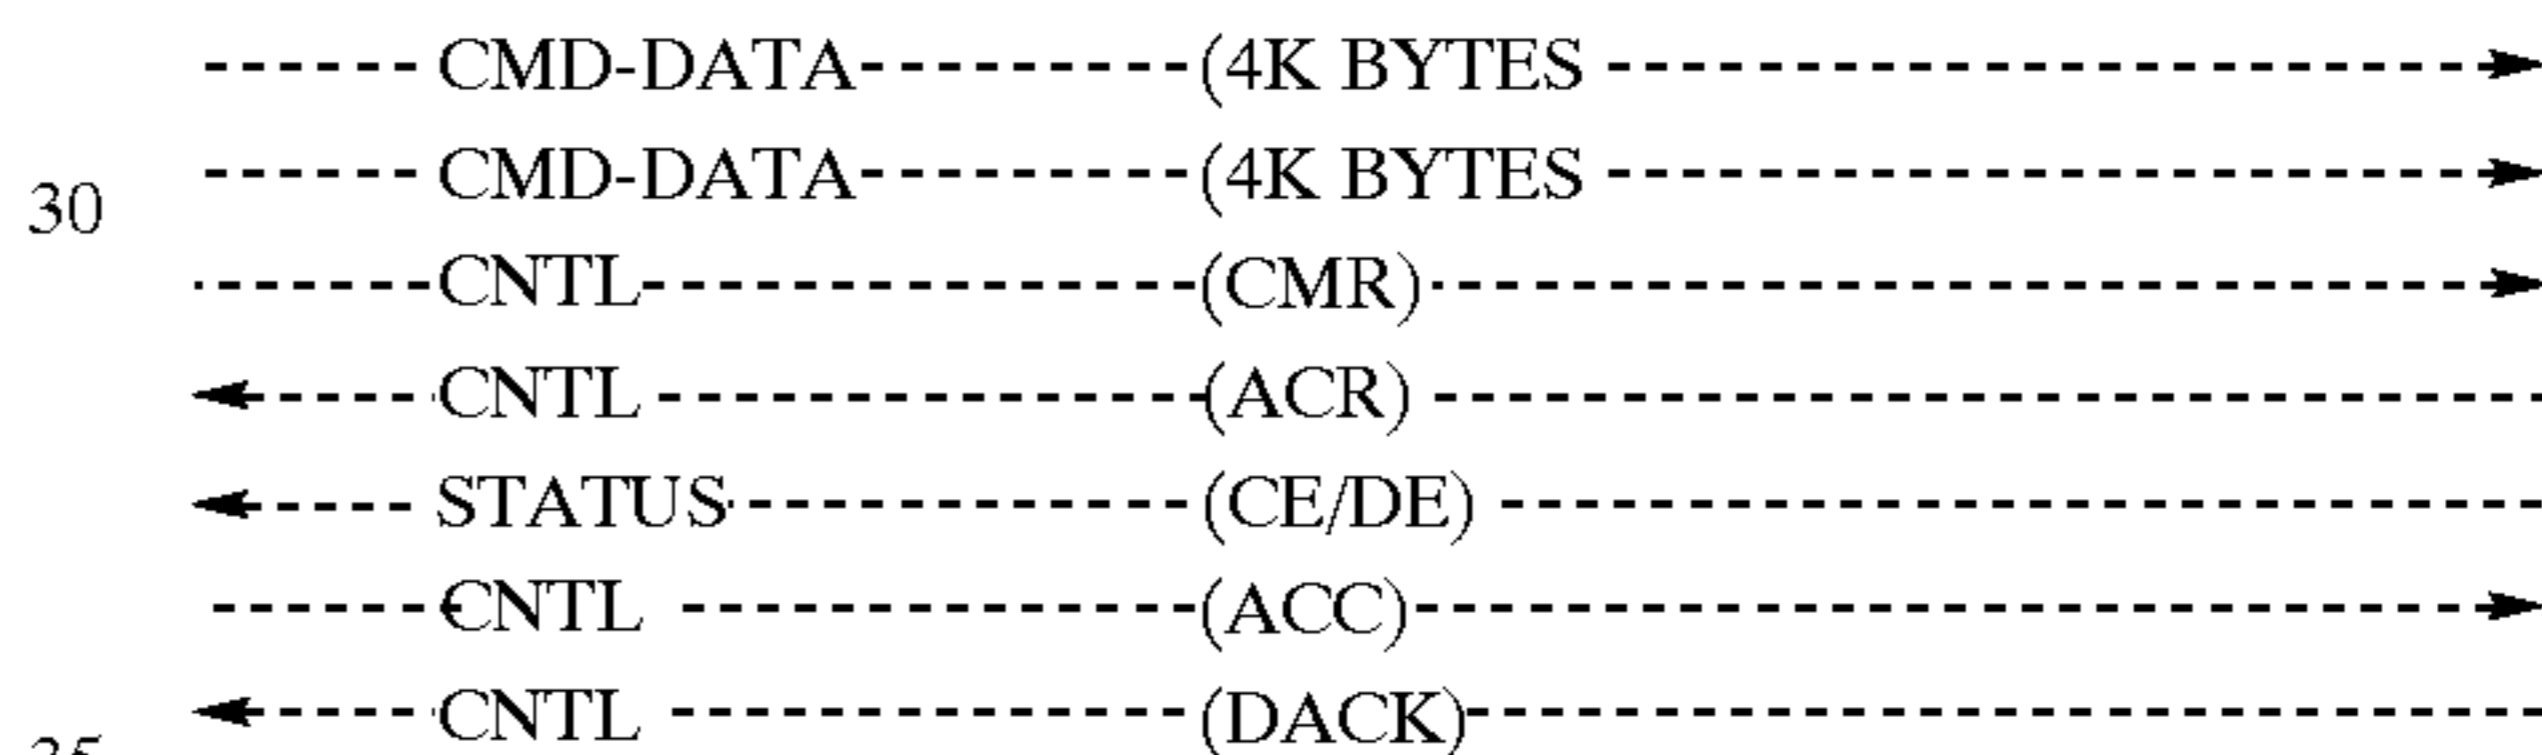 CMD-DATA (4K BYTES
CMD-DATA (4K BYTES
30
CNTL (CMR)
CNTL (ACR)
STATUS (CE/DE)
CNTL (ACC)
CNTL (DACK)